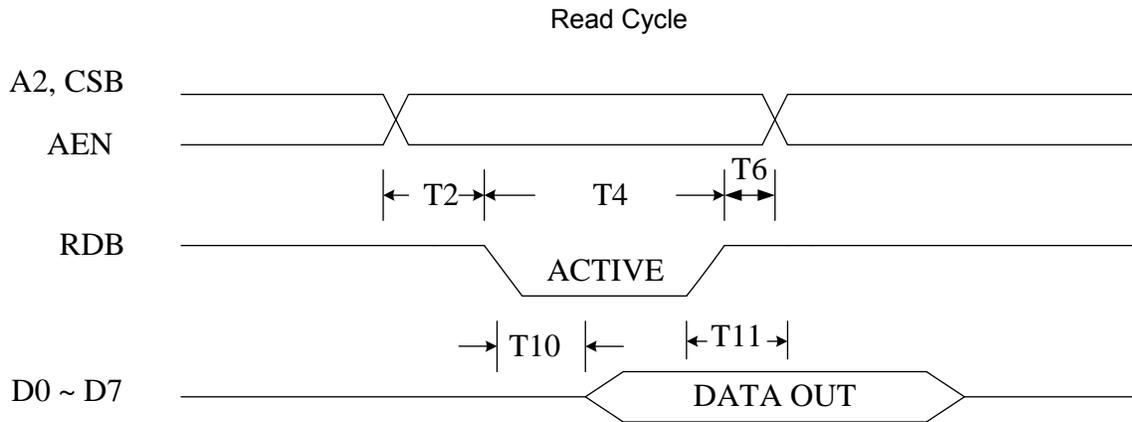 Read Cycle
A2, CSB
AEN
T2
T4
T6
RDB
ACTIVE
T10
T11
D0 ~ D7
DATA OUT